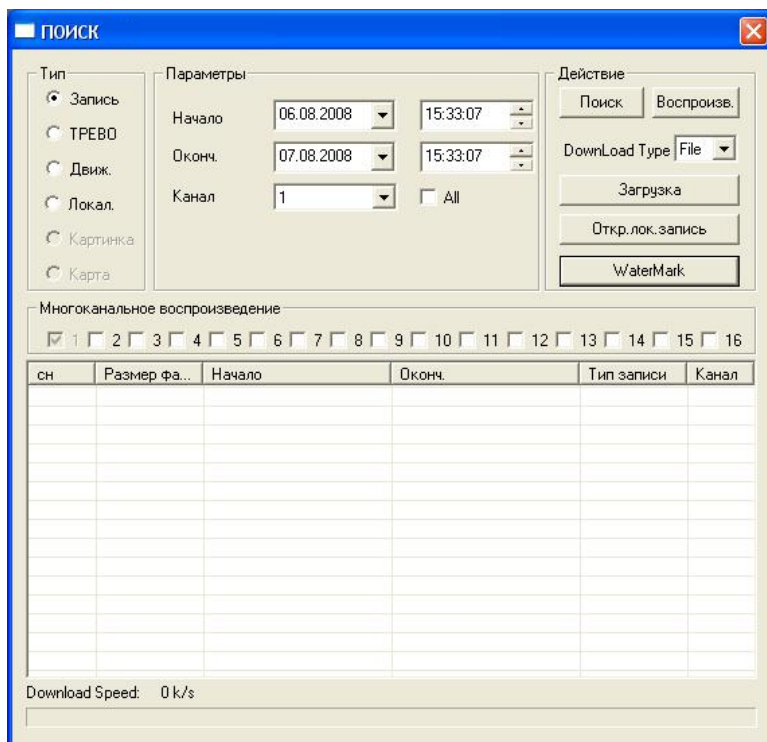 ПОИСК
Тип
Запись
ТРЕВО
Движ.
Локал.
Картинка
Карта
Параметры
Начало 06.08.2008 15:33:07
Оконч. 07.08.2008 15:33:07
Канал 1 All
Действие
Поиск Воспроизв.
DownLoad Type File
Загрузка
Откр.лок.запись
WaterMark
Многоканальное воспроизведение
1 2 3 4 5 6 7 8 9 10 11 12 13 14 15 16
сн Размер фа... Начало Оконч. Тип записи Канал
Download Speed: 0 k/s